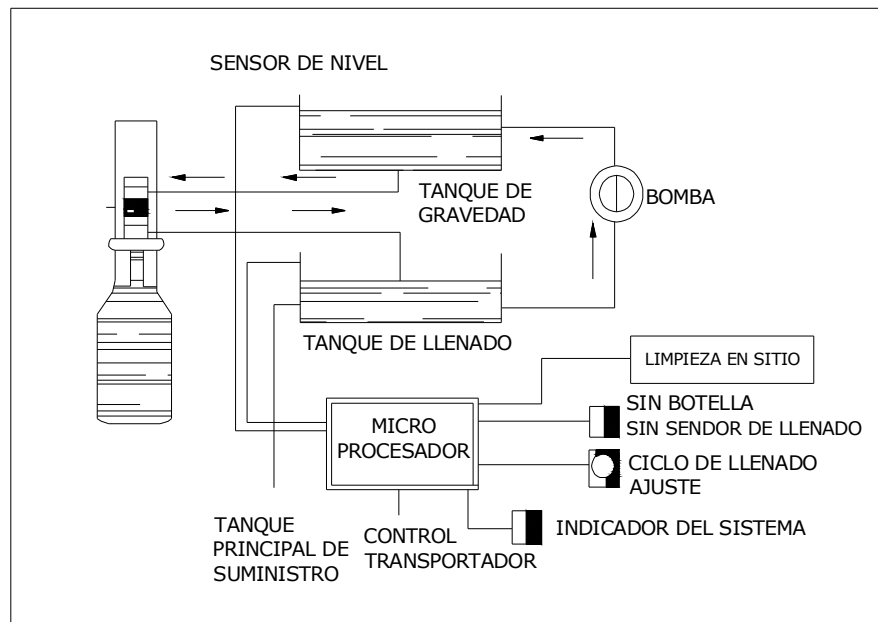 SENSOR DE NIVEL
TANQUE DE
GRAVEDAD
BOMBA
TANQUE DE LLENADO
LIMPIEZA EN SITIO
MICRO
PROCESADOR
SIN BOTELLA
SIN SENDOR DE LLENADO
CICLO DE LLENADO
AJUSTE
INDICADOR DEL SISTEMA
TANQUE
PRINCIPAL DE
SUMINISTRO
CONTROL
TRANSPORTADOR